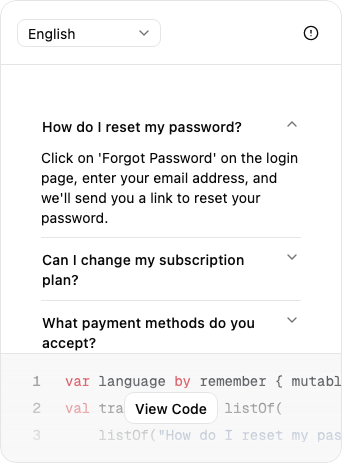 English
How do I reset my password?
Click on 'Forgot Password' on the login
page, enter your email address, and
we'll send you a link to reset your
password.
Can I change my subscription
plan?
What payment methods do you
accept?
1 var language by remember { mutabl
2 val tra listOf(
View Code
3 listOf("How do I reset my pas